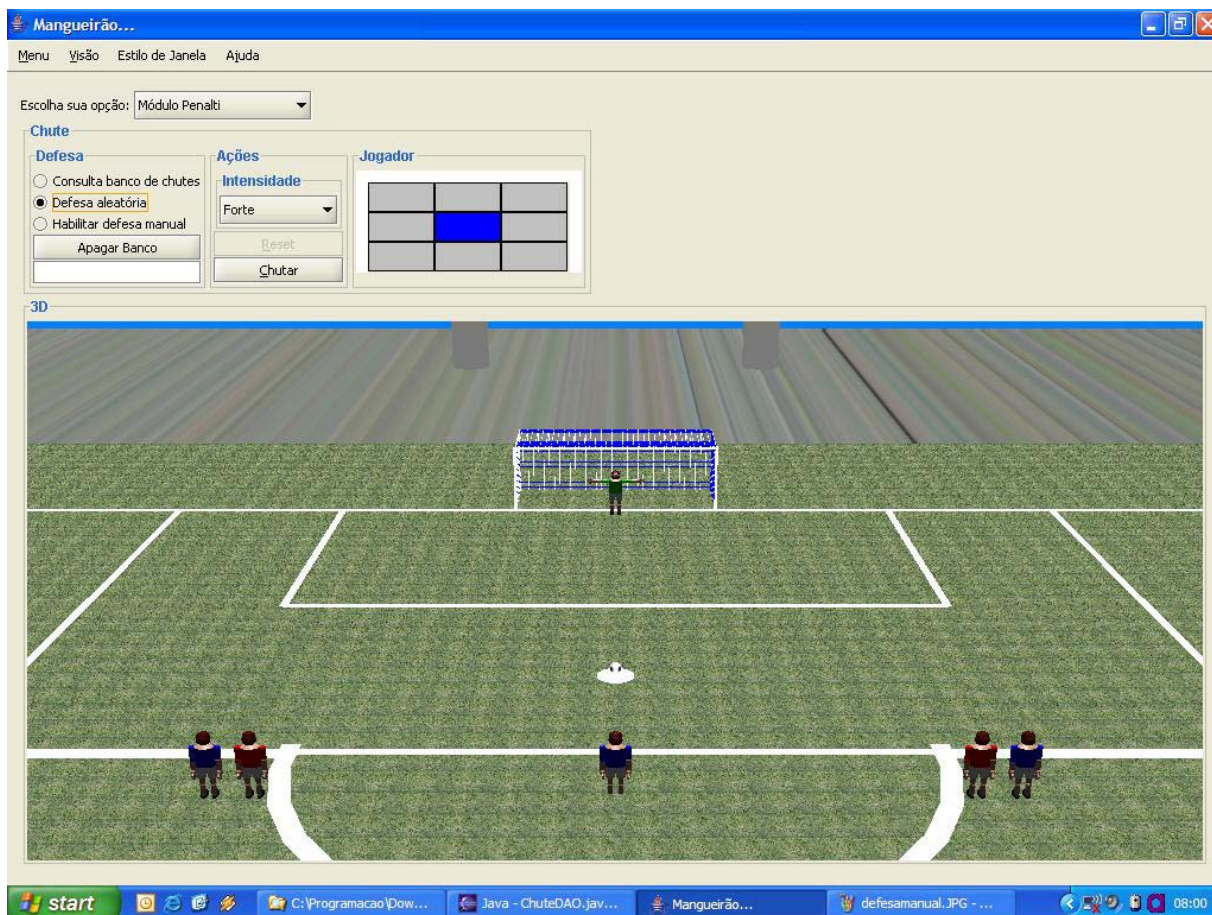 Mangueirão...
Menu Visão Estilo de Janela Ajuda
Escolha sua opção: Módulo Penalti
Chute
Defesa
Consulta banco de chutes
Defesa aleatória
Habilitar defesa manual
Apagar Banco
Ações
Intensidade
Forte
Reset
Chutar
Jogador
3D
start C:\Programacao\Dow... Java - ChuteDAO.jav... Mangueirão... defesamanual.JPG - ... 08:00